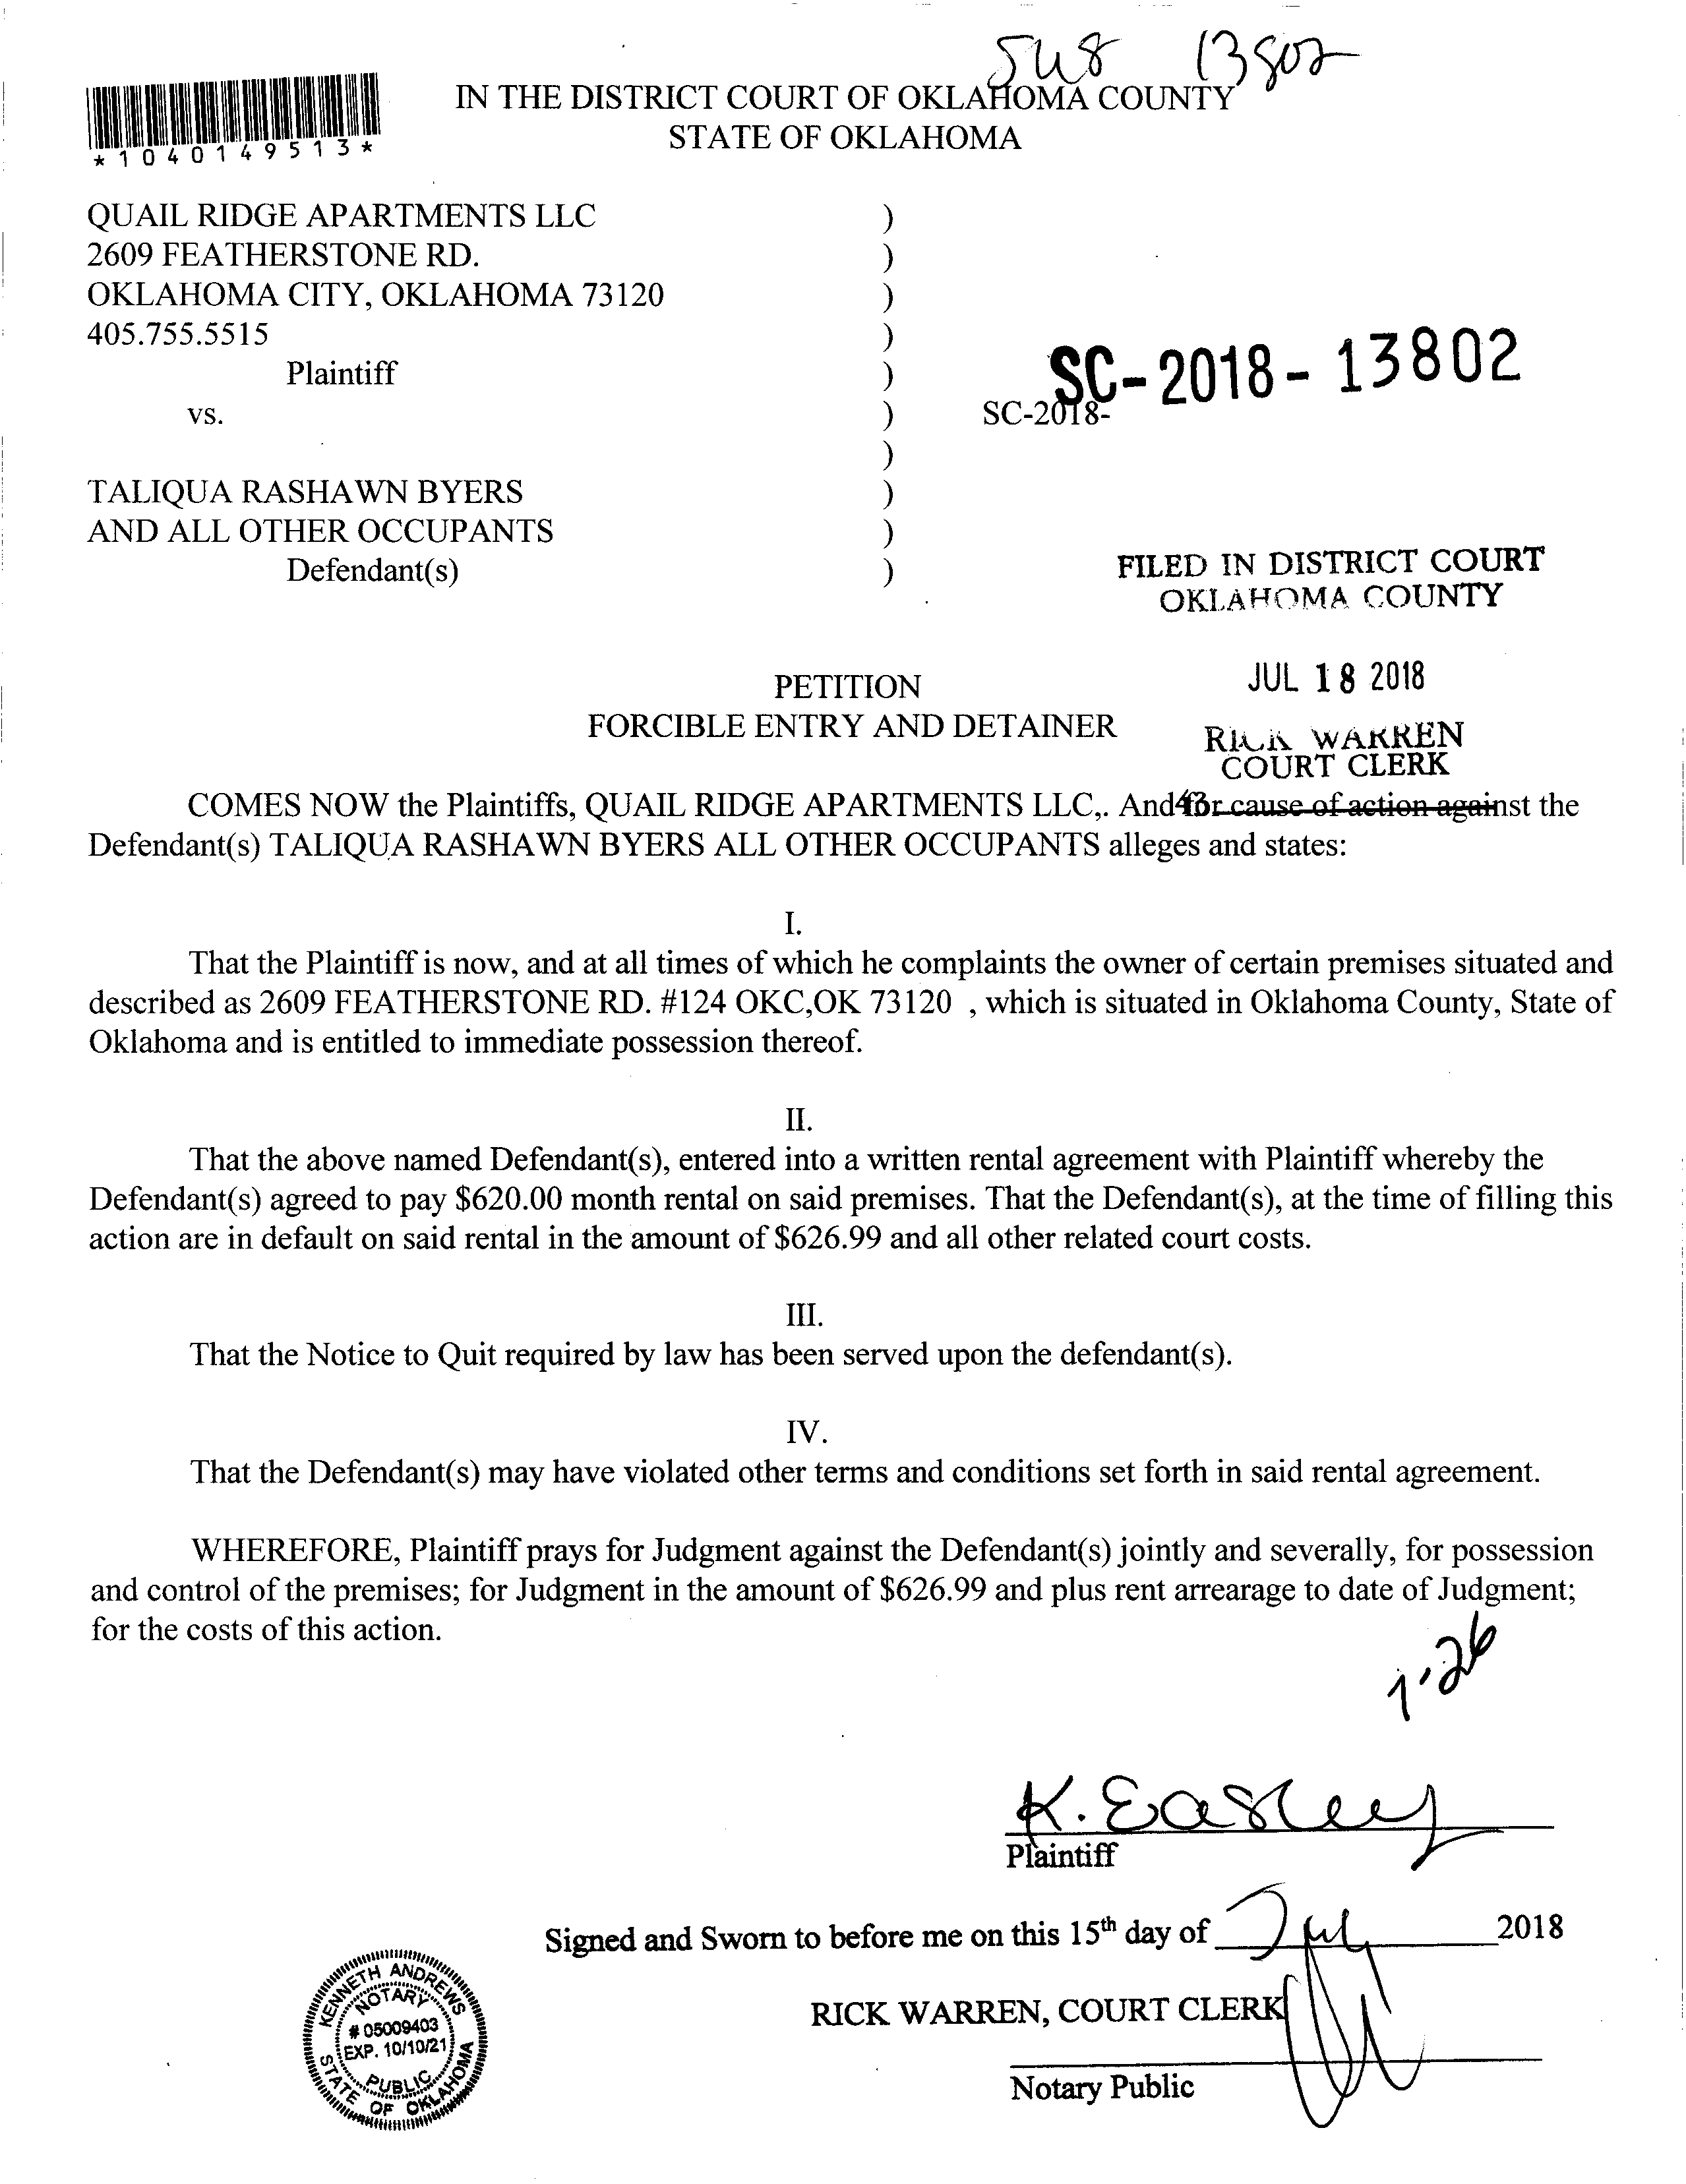 548 13802
*1040149513*
IN THE DISTRICT COURT OF OKLAHOMA COUNTY
STATE OF OKLAHOMA
QUAIL RIDGE APARTMENTS LLC )
2609 FEATHERSTONE RD. )
OKLAHOMA CITY, OKLAHOMA 73120 )
405.755.5515 )
Plaintiff )
SC-2018-13802
vs. ) SC-2018-
)
TALIQUA RASHAWN BYERS )
AND ALL OTHER OCCUPANTS )
Defendant(s) )
FILED IN DISTRICT COURT
OKLAHOMA COUNTY
JUL 18 2018
PETITION
FORCIBLE ENTRY AND DETAINER
RICK WARREN
COURT CLERK
43
COMES NOW the Plaintiffs, QUAIL RIDGE APARTMENTS LLC,. And for cause of action against the
Defendant(s) TALIQUA RASHAWN BYERS ALL OTHER OCCUPANTS alleges and states:
I.
That the Plaintiff is now, and at all times of which he complaints the owner of certain premises situated and
described as 2609 FEATHERSTONE RD. #124 OKC,OK 73120 , which is situated in Oklahoma County, State of
Oklahoma and is entitled to immediate possession thereof.
II.
That the above named Defendant(s), entered into a written rental agreement with Plaintiff whereby the
Defendant(s) agreed to pay $620.00 month rental on said premises. That the Defendant(s), at the time of filling this
action are in default on said rental in the amount of $626.99 and all other related court costs.
III.
That the Notice to Quit required by law has been served upon the defendant(s).
IV.
That the Defendant(s) may have violated other terms and conditions set forth in said rental agreement.
WHEREFORE, Plaintiff prays for Judgment against the Defendant(s) jointly and severally, for possession
and control of the premises; for Judgment in the amount of $626.99 and plus rent arrearage to date of Judgment;
for the costs of this action.
K. Easley
Plaintiff
Signed and Sworn to before me on this 15th day of July 2018
RICK WARREN, COURT CLERK
Notary Public
KENNETH ANDREWS
NOTARY
# 05009403
EXP. 10/10/21
PUBLIC
STATE OF OKLAHOMA